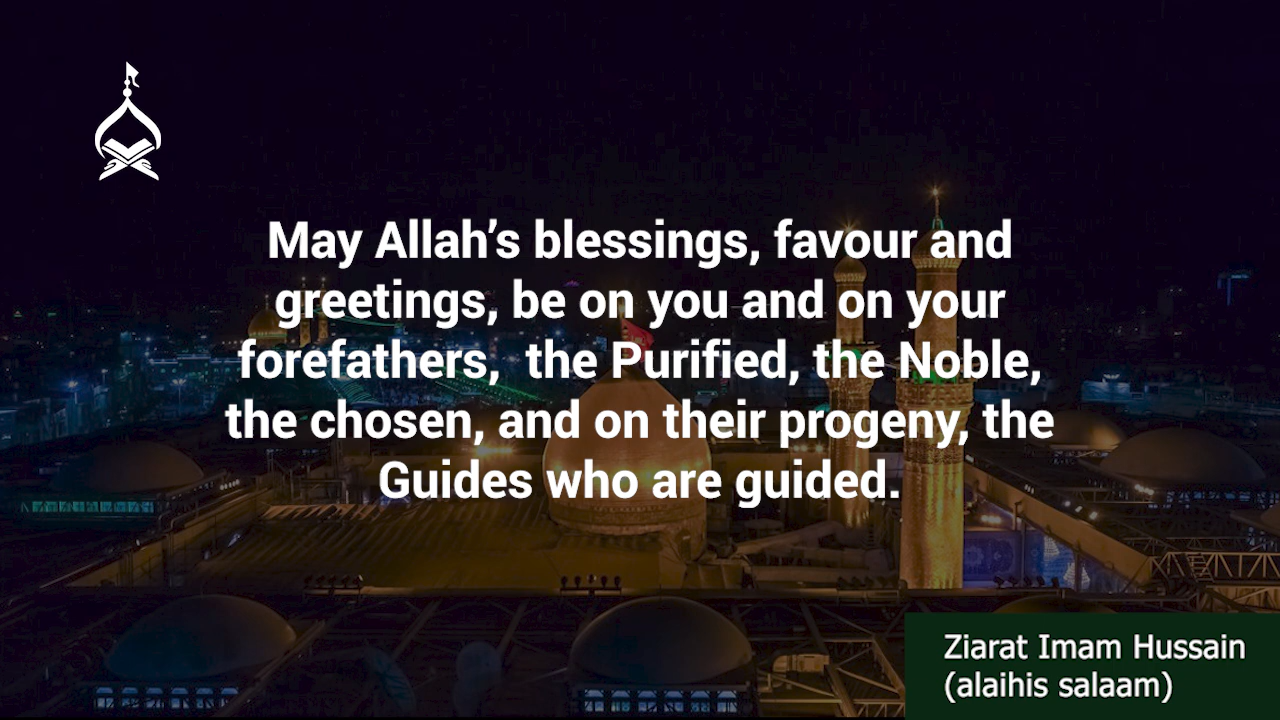 May Allah’s blessings, favour and
greetings, be on you and on your
forefathers,  the Purified, the Noble,
the chosen, and on their progeny, the
Guides who are guided.
Ziarat Imam Hussain
(alaihis salaam)